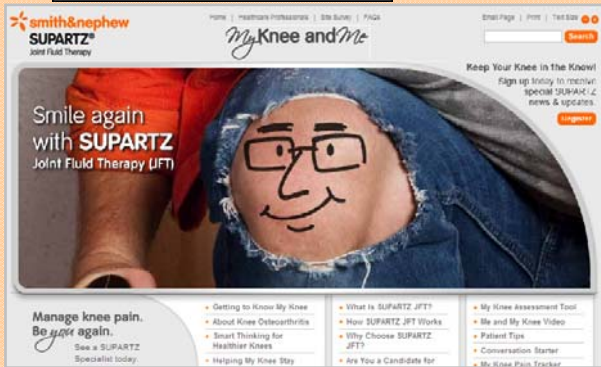 smith&nephew
SUPARTZ®
Joint Fluid Therapy
Home | Healthcare Professionals | Site Survey | FAQs
My Knee and Me
Email Page | Print | Text Size
Search
Keep Your Knee in the Know!
Sign up today to receive
special SUPARTZ
news & updates.
Register
Smile again
with SUPARTZ
Joint Fluid Therapy (JFT)
Manage knee pain.
Be you again.
See a SUPARTZ
Specialist today.
Getting to Know My Knee
About Knee Osteoarthritis
Smart Thinking for
Healthier Knees
Helping My Knee Stay
What is SUPARTZ JFT?
How SUPARTZ JFT Works
Why Choose SUPARTZ
JFT?
Are You a Candidate for
My Knee Assessment Tool
Me and My Knee Video
Patient Tips
Conversation Starter
My Knee Pain Tracker